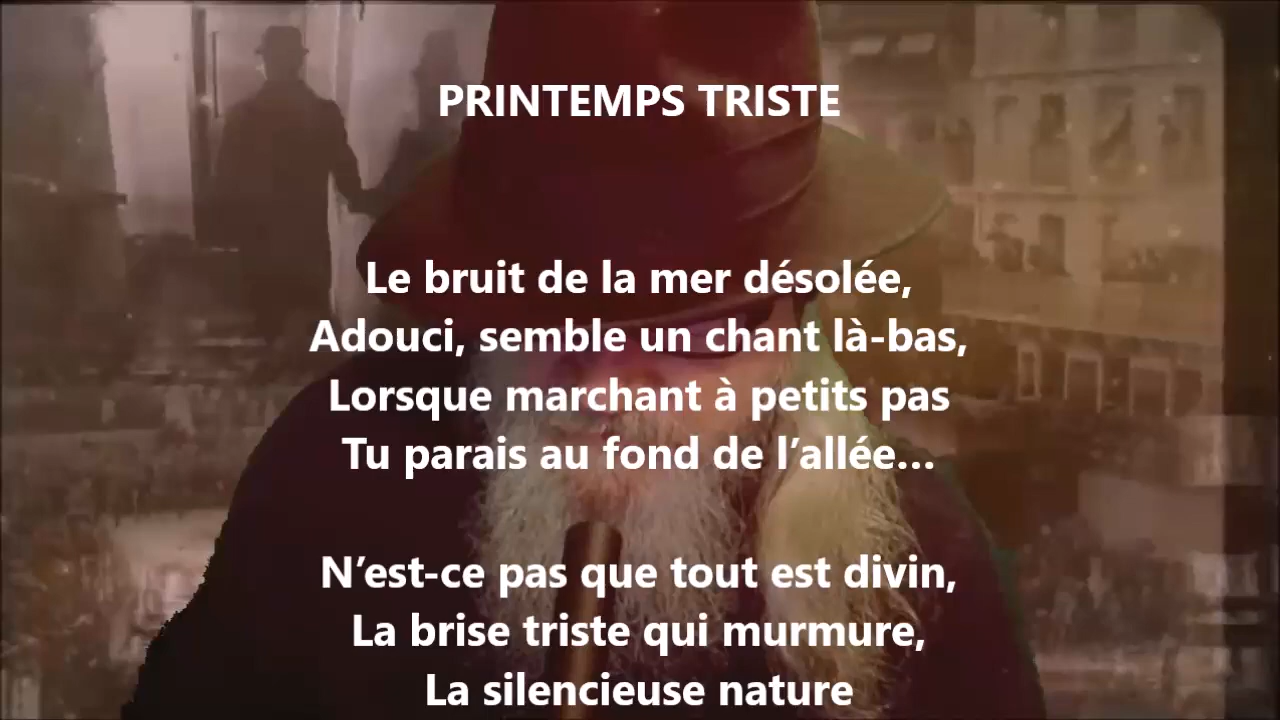 PRINTEMPS TRISTE
Le bruit de la mer désolée,
Adouci, semble un chant là-bas,
Lorsque marchant à petits pas
Tu parais au fond de l’allée…
N’est-ce pas que tout est divin,
La brise triste qui murmure,
La silencieuse nature